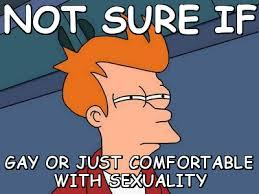 NOT SURE IF
GAY OR JUST COMFORTABLE
WITH SEXUALITY